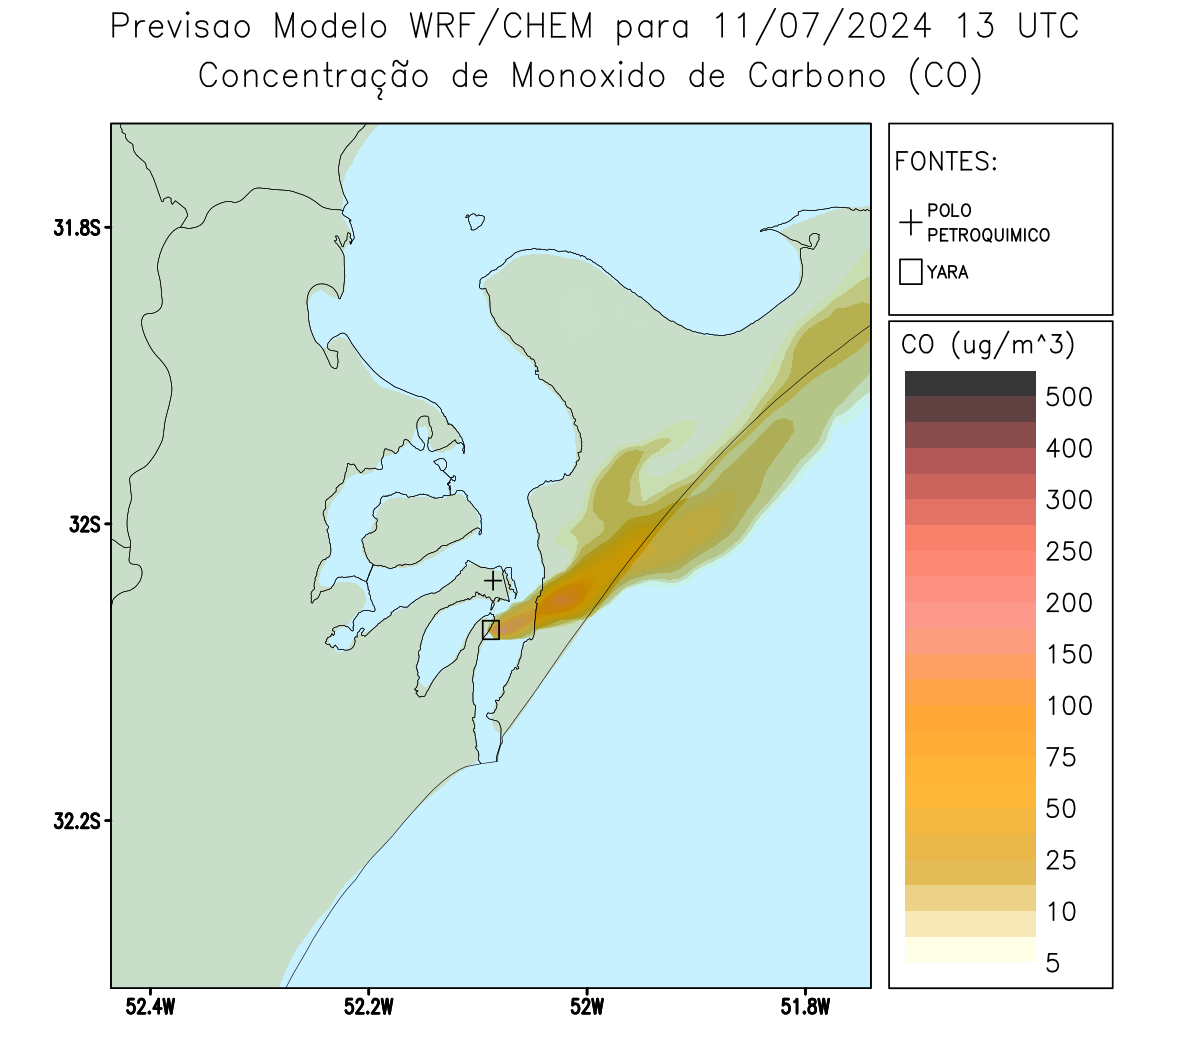 Previsao Modelo WRF/CHEM para 11/07/2024 13 UTC
Concentração de Monoxido de Carbono (CO)
FONTES:
POLO
PETROQUIMICO
YARA
CO (ug/m^3)
500
400
300
250
200
150
100
75
50
25
10
5
31.8S
32S
32.2S
52.4W
52.2W
52W
51.8W